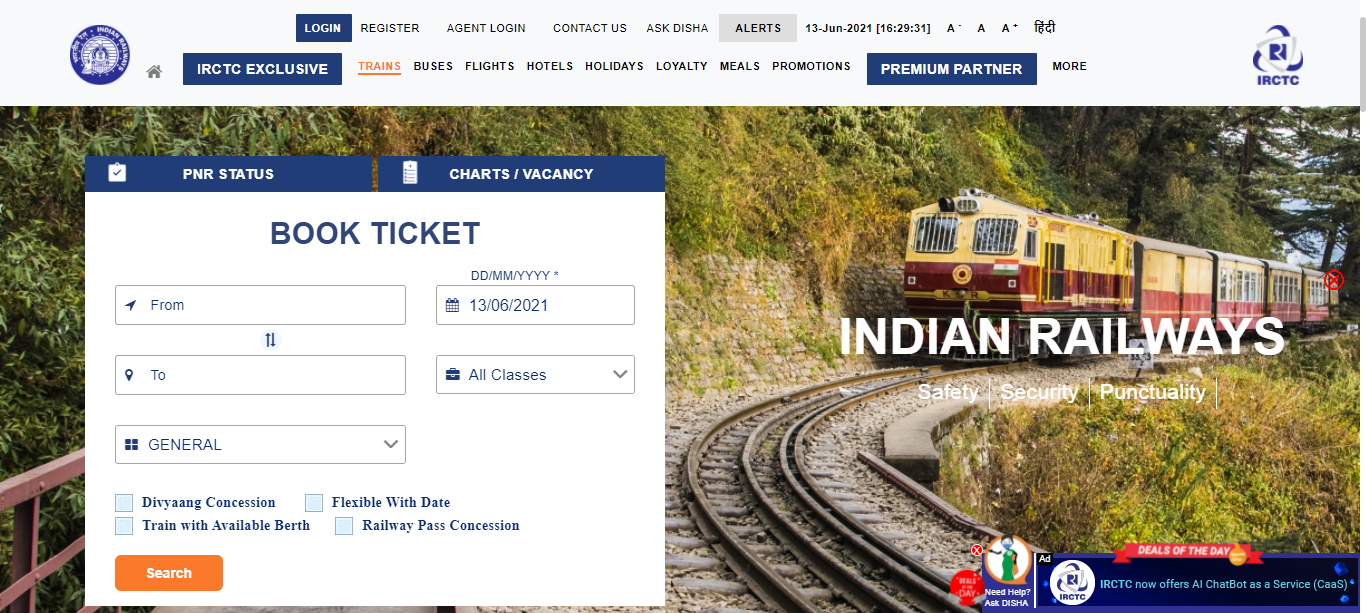 LOGIN REGISTER AGENT LOGIN CONTACT US ASK DISHA ALERTS 13-Jun-2021 [16:29:31] A - A A + हिंदी
IRCTC EXCLUSIVE TRAINS BUSES FLIGHTS HOTELS HOLIDAYS LOYALTY MEALS PROMOTIONS PREMIUM PARTNER MORE
INDIAN RAILWAYS
IRCTC
PNR STATUS CHARTS / VACANCY
BOOK TICKET
DD/MM/YYYY *
From 13/06/2021
To All Classes
GENERAL
Divyaang Concession Flexible With Date
Train with Available Berth Railway Pass Concession
Search
INDIAN RAILWAYS
Safety Security Punctuality
Need Help?
Ask DISHA
DEALS OF THE DAY
Ad
DEALS OF THE DAY
IRCTC
IRCTC now offers AI ChatBot as a Service (CaaS)